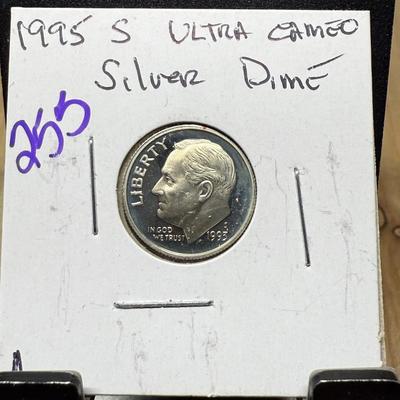 1995 S ULTRA CAMEO
Silver Dime
255
LIBERTY
IN GOD
WE TRUST
S
1995